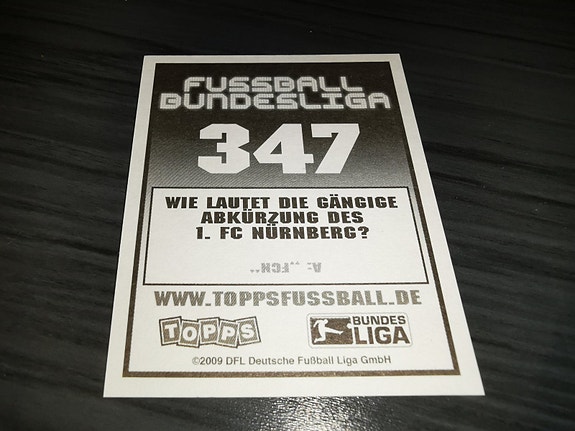 FUSSBALL
BUNDESLIGA
347
WIE LAUTET DIE GÄNGIGE
ABKÜRZUNG DES
1. FC NÜRNBERG?
A: „FCN“
WWW.TOPPSFUSSBALL.DE
TOPPS
BUNDES
LIGA
©2009 DFL Deutsche Fußball Liga GmbH